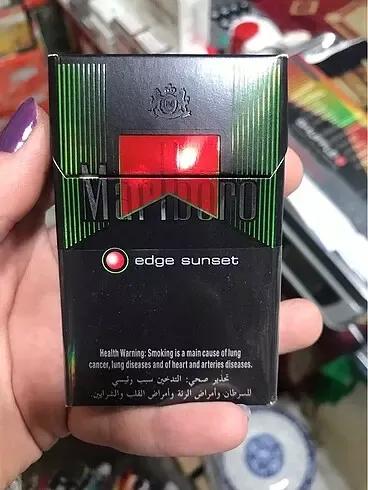 Marlboro
edge sunset
Health Warning: Smoking is a main cause of lung
cancer, lung diseases and of heart and arteries diseases.
تحذير صحي: التدخين سبب رئيسي
للسرطان وأمراض الرئة وأمراض القلب والشرايين.